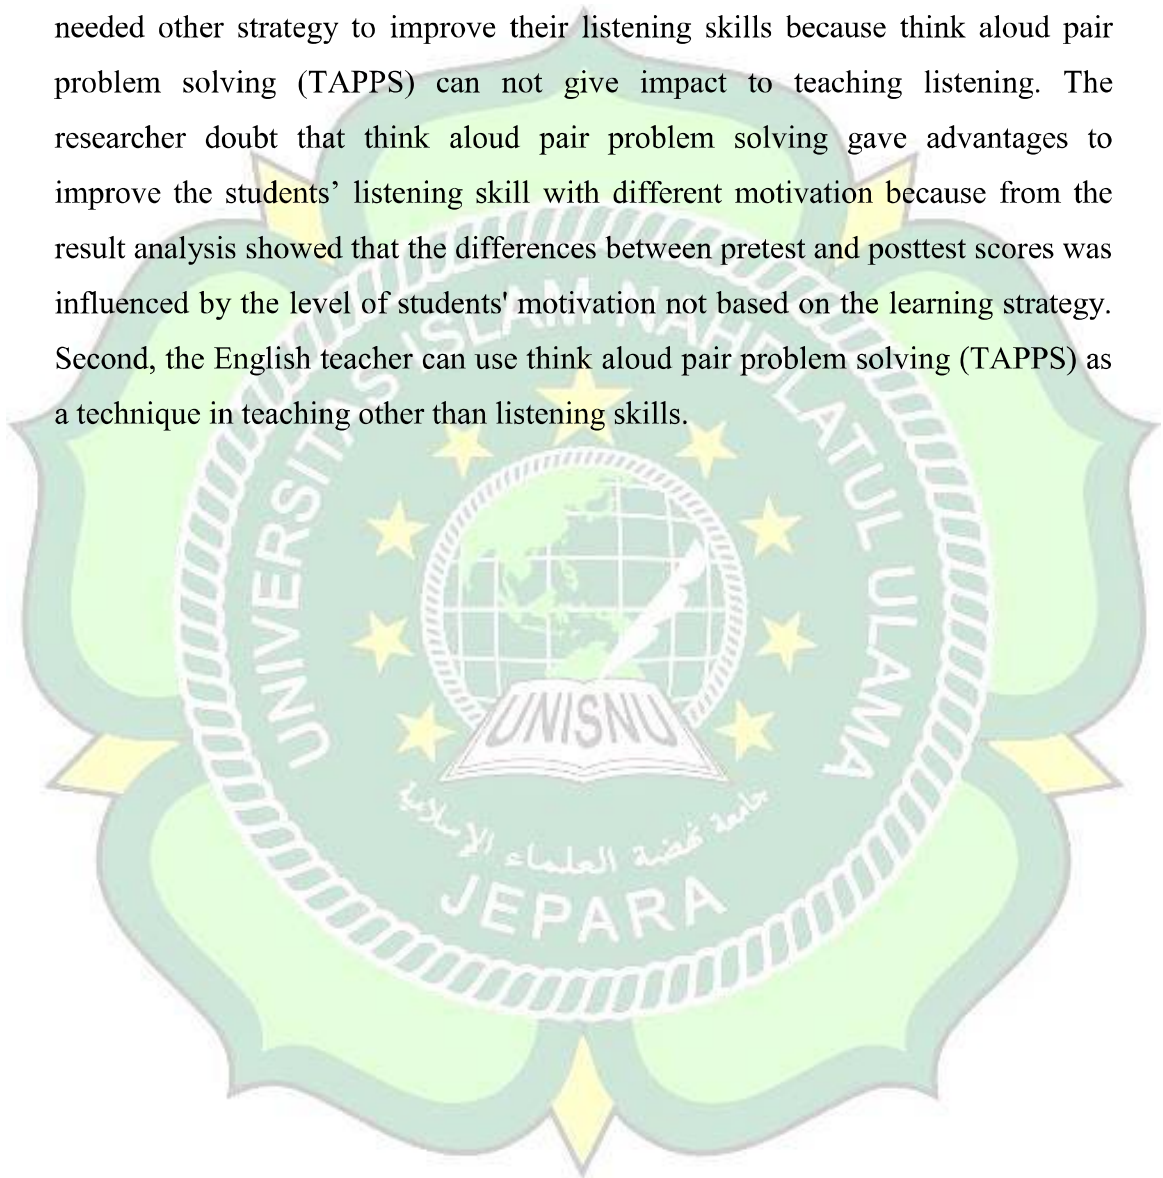 needed other strategy to improve their listening skills because think aloud pair
problem solving (TAPPS) can not give impact to teaching listening. The
researcher doubt that think aloud pair problem solving gave advantages to
improve the students’ listening skill with different motivation because from the
result analysis showed that the differences between pretest and posttest scores was
influenced by the level of students' motivation not based on the learning strategy.
Second, the English teacher can use think aloud pair problem solving (TAPPS) as
a technique in teaching other than listening skills.
UNIVERSITAS ISLAM NAHDLATUL ULAMA
UNISNU
جامعة نهضة العلماء الإسلامية
JEPARA